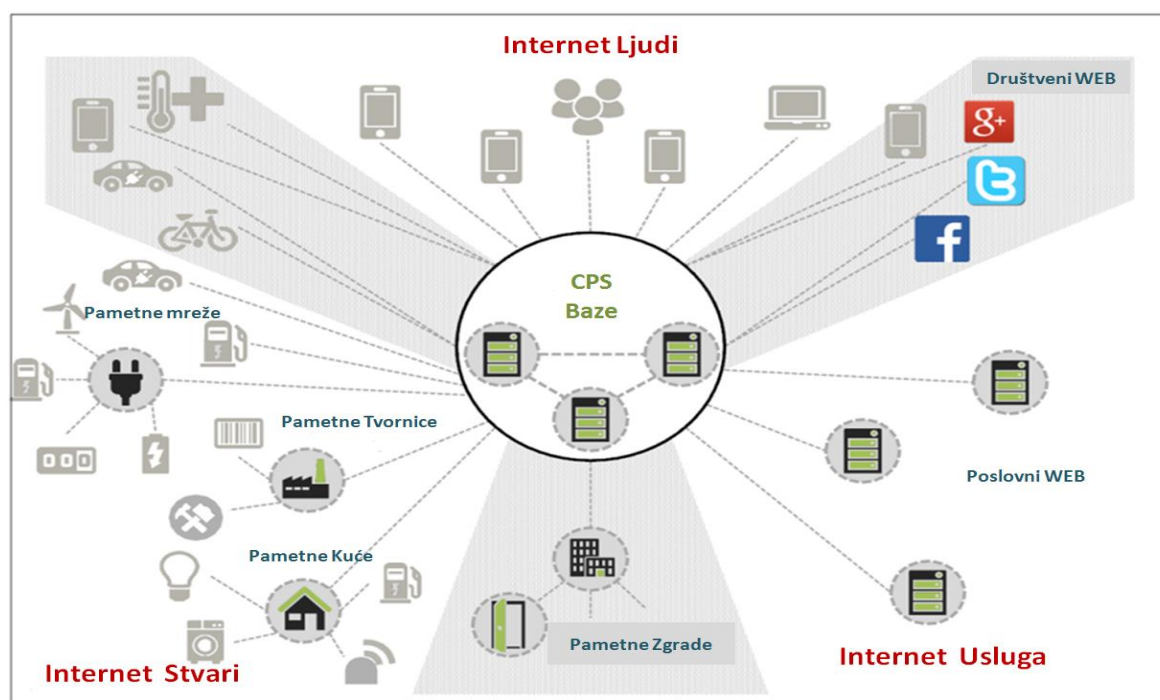 Internet Ljudi
Društveni WEB
g+
CPS
Baze
Pametne mreže
Pametne Tvornice
000
Poslovni WEB
Pametne Kuće
Pametne Zgrade
Internet Usluga
Internet Stvari